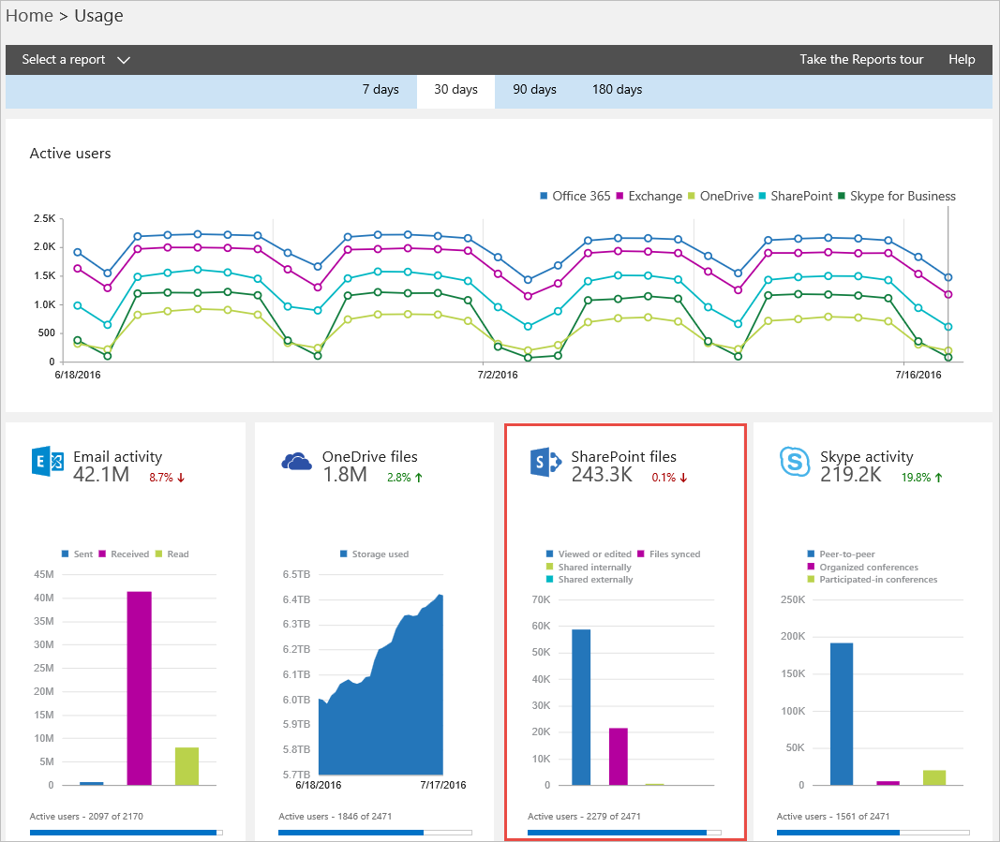 Home > Usage
Select a report
Take the Reports tour
Help
7 days
30 days
90 days
180 days
Active users
Office 365
Exchange
OneDrive
SharePoint
Skype for Business
2.5K
2.0K
1.5K
1.0K
500
0
6/18/2016
7/2/2016
7/16/2016
E
Email activity
42.1M
8.7%
Sent
Received
Read
45M
40M
35M
30M
25M
20M
15M
10M
5M
0
Active users - 2097 of 2170
OneDrive files
1.8M
2.8%
Storage used
6.5TB
6.4TB
6.3TB
6.2TB
6.1TB
6.0TB
5.9TB
5.8TB
5.7TB
6/18/2016
7/17/2016
Active users - 1846 of 2471
S
SharePoint files
243.3K
0.1%
Viewed or edited
Files synced
Shared internally
Shared externally
70K
60K
50K
40K
30K
20K
10K
0
Active users - 2279 of 2471
S
Skype activity
219.2K
19.8%
Peer-to-peer
Organized conferences
Participated-in conferences
250K
200K
150K
100K
50K
0
Active users - 1561 of 2471